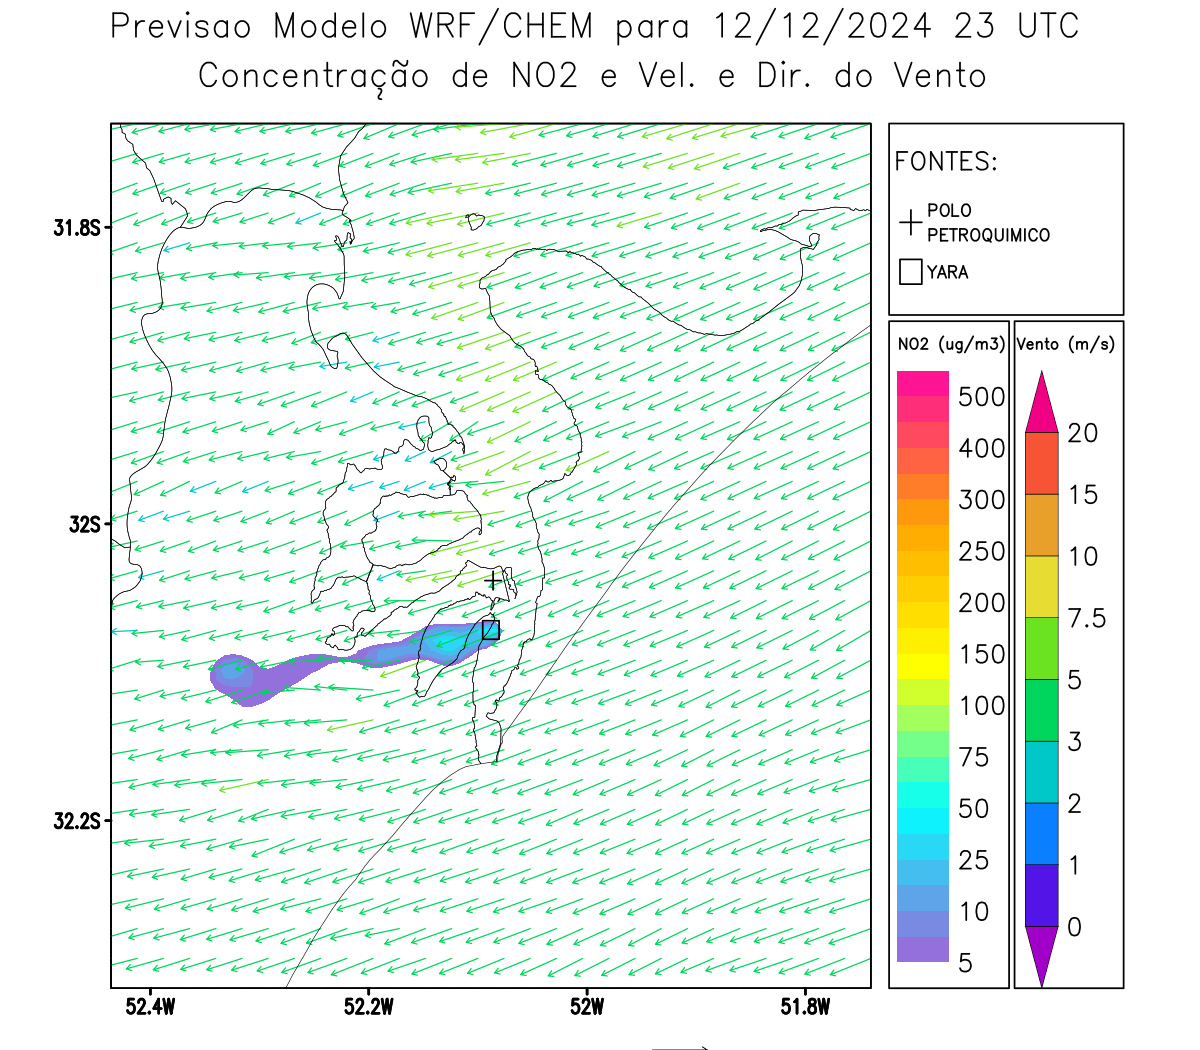 Previsao Modelo WRF/CHEM para 12/12/2024 23 UTC
Concentração de NO2 e Vel. e Dir. do Vento
FONTES:
POLO
PETROQUIMICO
YARA
NO2 (ug/m3)
500
400
300
250
200
150
100
75
50
25
10
5
Vento (m/s)
20
15
10
7.5
5
3
2
1
0
31.8S
32S
32.2S
52.4W 52.2W 52W 51.8W